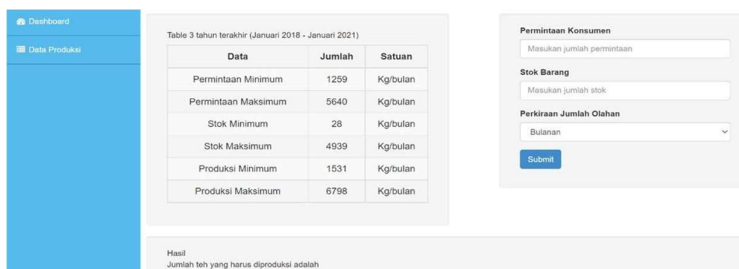 Dashboard
Data Produksi
Table 3 tahun terakhir (Januari 2018 - Januari 2021)
Data Jumlah Satuan
Permintaan Minimum 1259 Kg/bulan
Permintaan Maksimum 5640 Kg/bulan
Stok Minimum 28 Kg/bulan
Stok Maksimum 4939 Kg/bulan
Produksi Minimum 1531 Kg/bulan
Produksi Maksimum 6798 Kg/bulan
Permintaan Konsumen
Masukan jumlah permintaan
Stok Barang
Masukan jumlah stok
Perkiraan Jumlah Olahan
Bulanan
Submit
Hasil
Jumlah teh yang harus diproduksi adalah